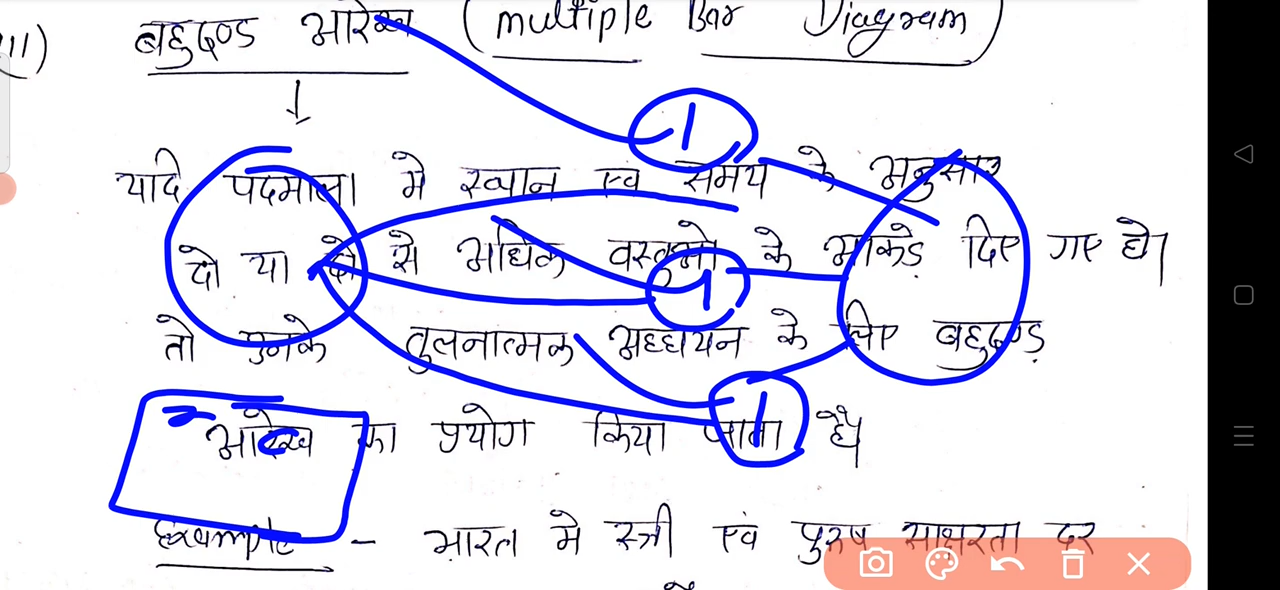 (III) बहुदण्ड आरेख (multiple Bar Diagram)
यदि पदमाला में स्थान एवं समय के अनुसार
दो या दो से अधिक वस्तुओ के आंकड़े दिए गए है।
तो उनके तुलनात्मक अध्ययन के लिए बहुदण्ड़
आरेख का प्रयोग किया जाता है।
Example - भारत मे स्त्री एवं पुरुष साक्षरता दर